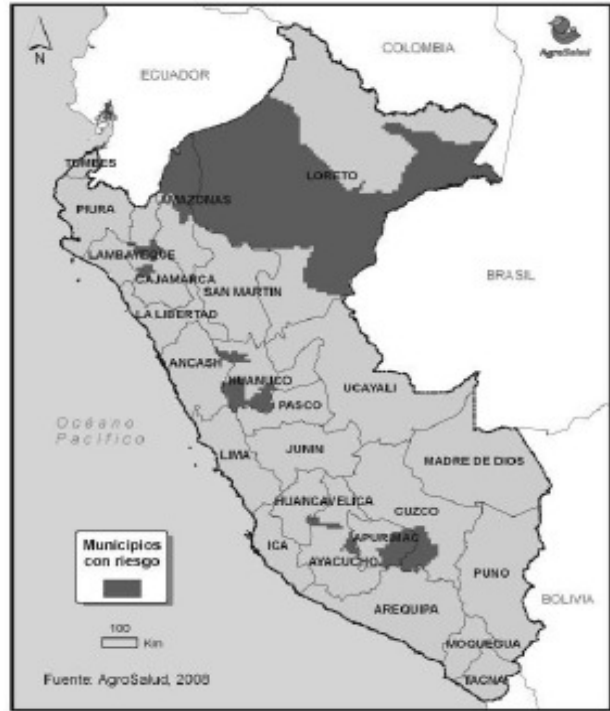 COLOMBIA
AgroSalud
N
ECUADOR
TUMBES
LORETO
PIURA
AMAZONAS
LAMBAYEQUE
CAJAMARCA
SAN MARTIN
BRASIL
LA LIBERTAD
ANCASH
HUANUCO
UCAYALI
PASCO
Océano
Pacífico
LIMA
JUNIN
MADRE DE DIOS
HUANCAVELICA
CUZCO
ICA
APURIMAC
AYACUCHO
PUNO
Municipios
con riesgo
AREQUIPA
BOLIVIA
100
Km
MOQUEGUA
TACNA
Fuente: AgroSalud, 2008